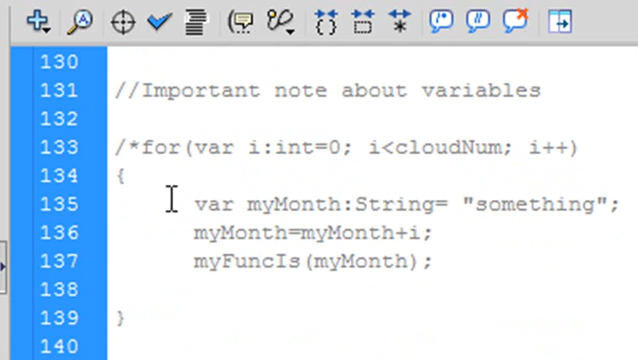 130
131 //Important note about variables
132
133 /*for(var i:int=0; i<cloudNum; i++)
134 {
135 var myMonth:String= "something";
136 myMonth=myMonth+i;
137 myFuncIs(myMonth);
138
139 }
140